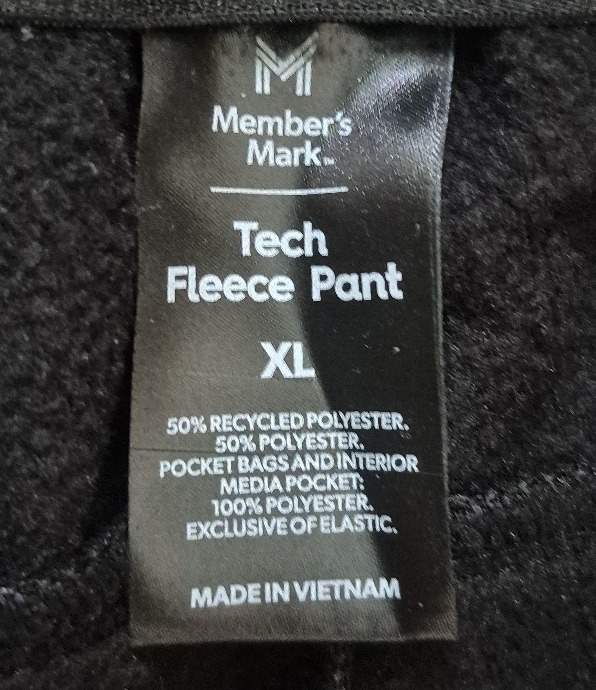 M
Member's
Mark™
Tech
Fleece Pant
XL
50% RECYCLED POLYESTER.
50% POLYESTER.
POCKET BAGS AND INTERIOR
MEDIA POCKET:
100% POLYESTER.
EXCLUSIVE OF ELASTIC.
MADE IN VIETNAM